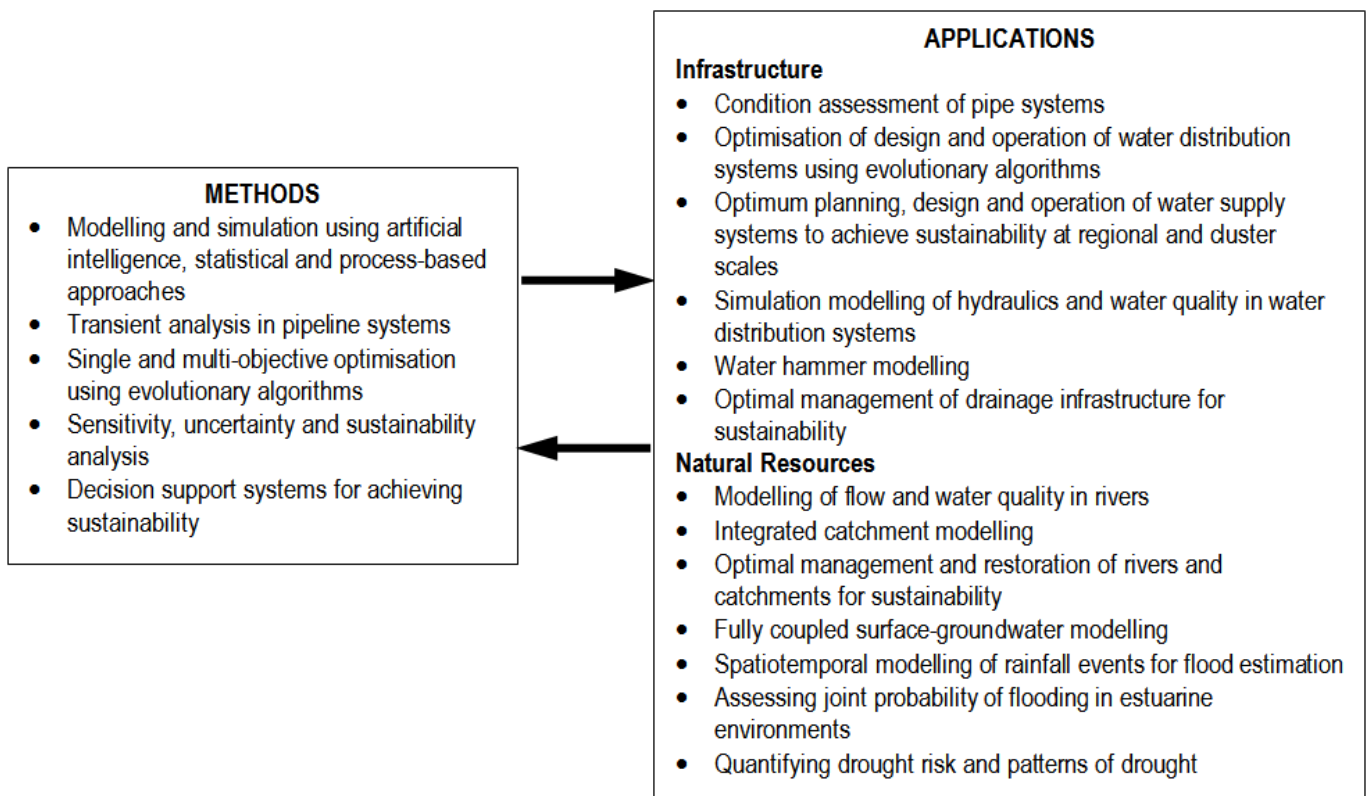 METHODS
• Modelling and simulation using artificial
intelligence, statistical and process-based
approaches
• Transient analysis in pipeline systems
• Single and multi-objective optimisation
using evolutionary algorithms
• Sensitivity, uncertainty and sustainability
analysis
• Decision support systems for achieving
sustainability
APPLICATIONS
Infrastructure
• Condition assessment of pipe systems
• Optimisation of design and operation of water distribution
systems using evolutionary algorithms
• Optimum planning, design and operation of water supply
systems to achieve sustainability at regional and cluster
scales
• Simulation modelling of hydraulics and water quality in water
distribution systems
• Water hammer modelling
• Optimal management of drainage infrastructure for
sustainability
Natural Resources
• Modelling of flow and water quality in rivers
• Integrated catchment modelling
• Optimal management and restoration of rivers and
catchments for sustainability
• Fully coupled surface-groundwater modelling
• Spatiotemporal modelling of rainfall events for flood estimation
• Assessing joint probability of flooding in estuarine
environments
• Quantifying drought risk and patterns of drought